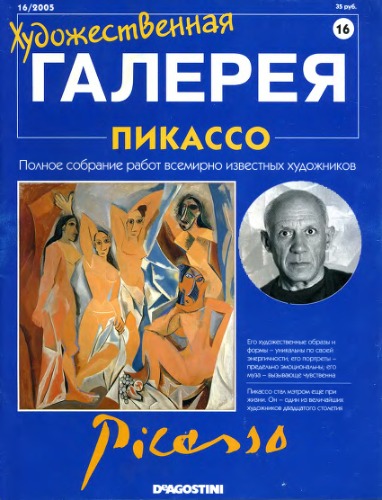 16/2005
35 руб.
Художественная
16
ГАЛЕРЕЯ
ПИКАССО
Полное собрание работ всемирно известных художников
Его художественные образы и
формы – уникальны по своей
энергичности, его портреты –
предельно эмоциональны, его
муза – вызывающе чувственна
Пикассо стал мэтром еще при
жизни. Он – один из величайших
художников двадцатого столетия
Picasso
DeAGOSTINI